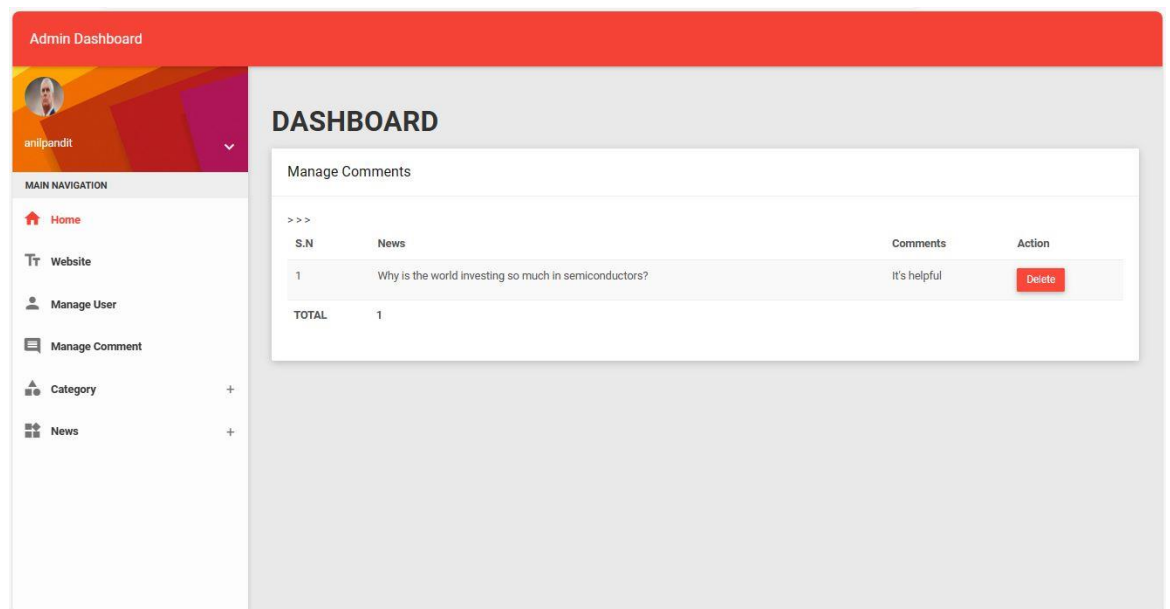 Admin Dashboard
anilpandit
MAIN NAVIGATION
Home
Website
Manage User
Manage Comment
Category +
News +
DASHBOARD
Manage Comments
> > >
S.N News Comments Action
1 Why is the world investing so much in semiconductors? It's helpful Delete
TOTAL 1